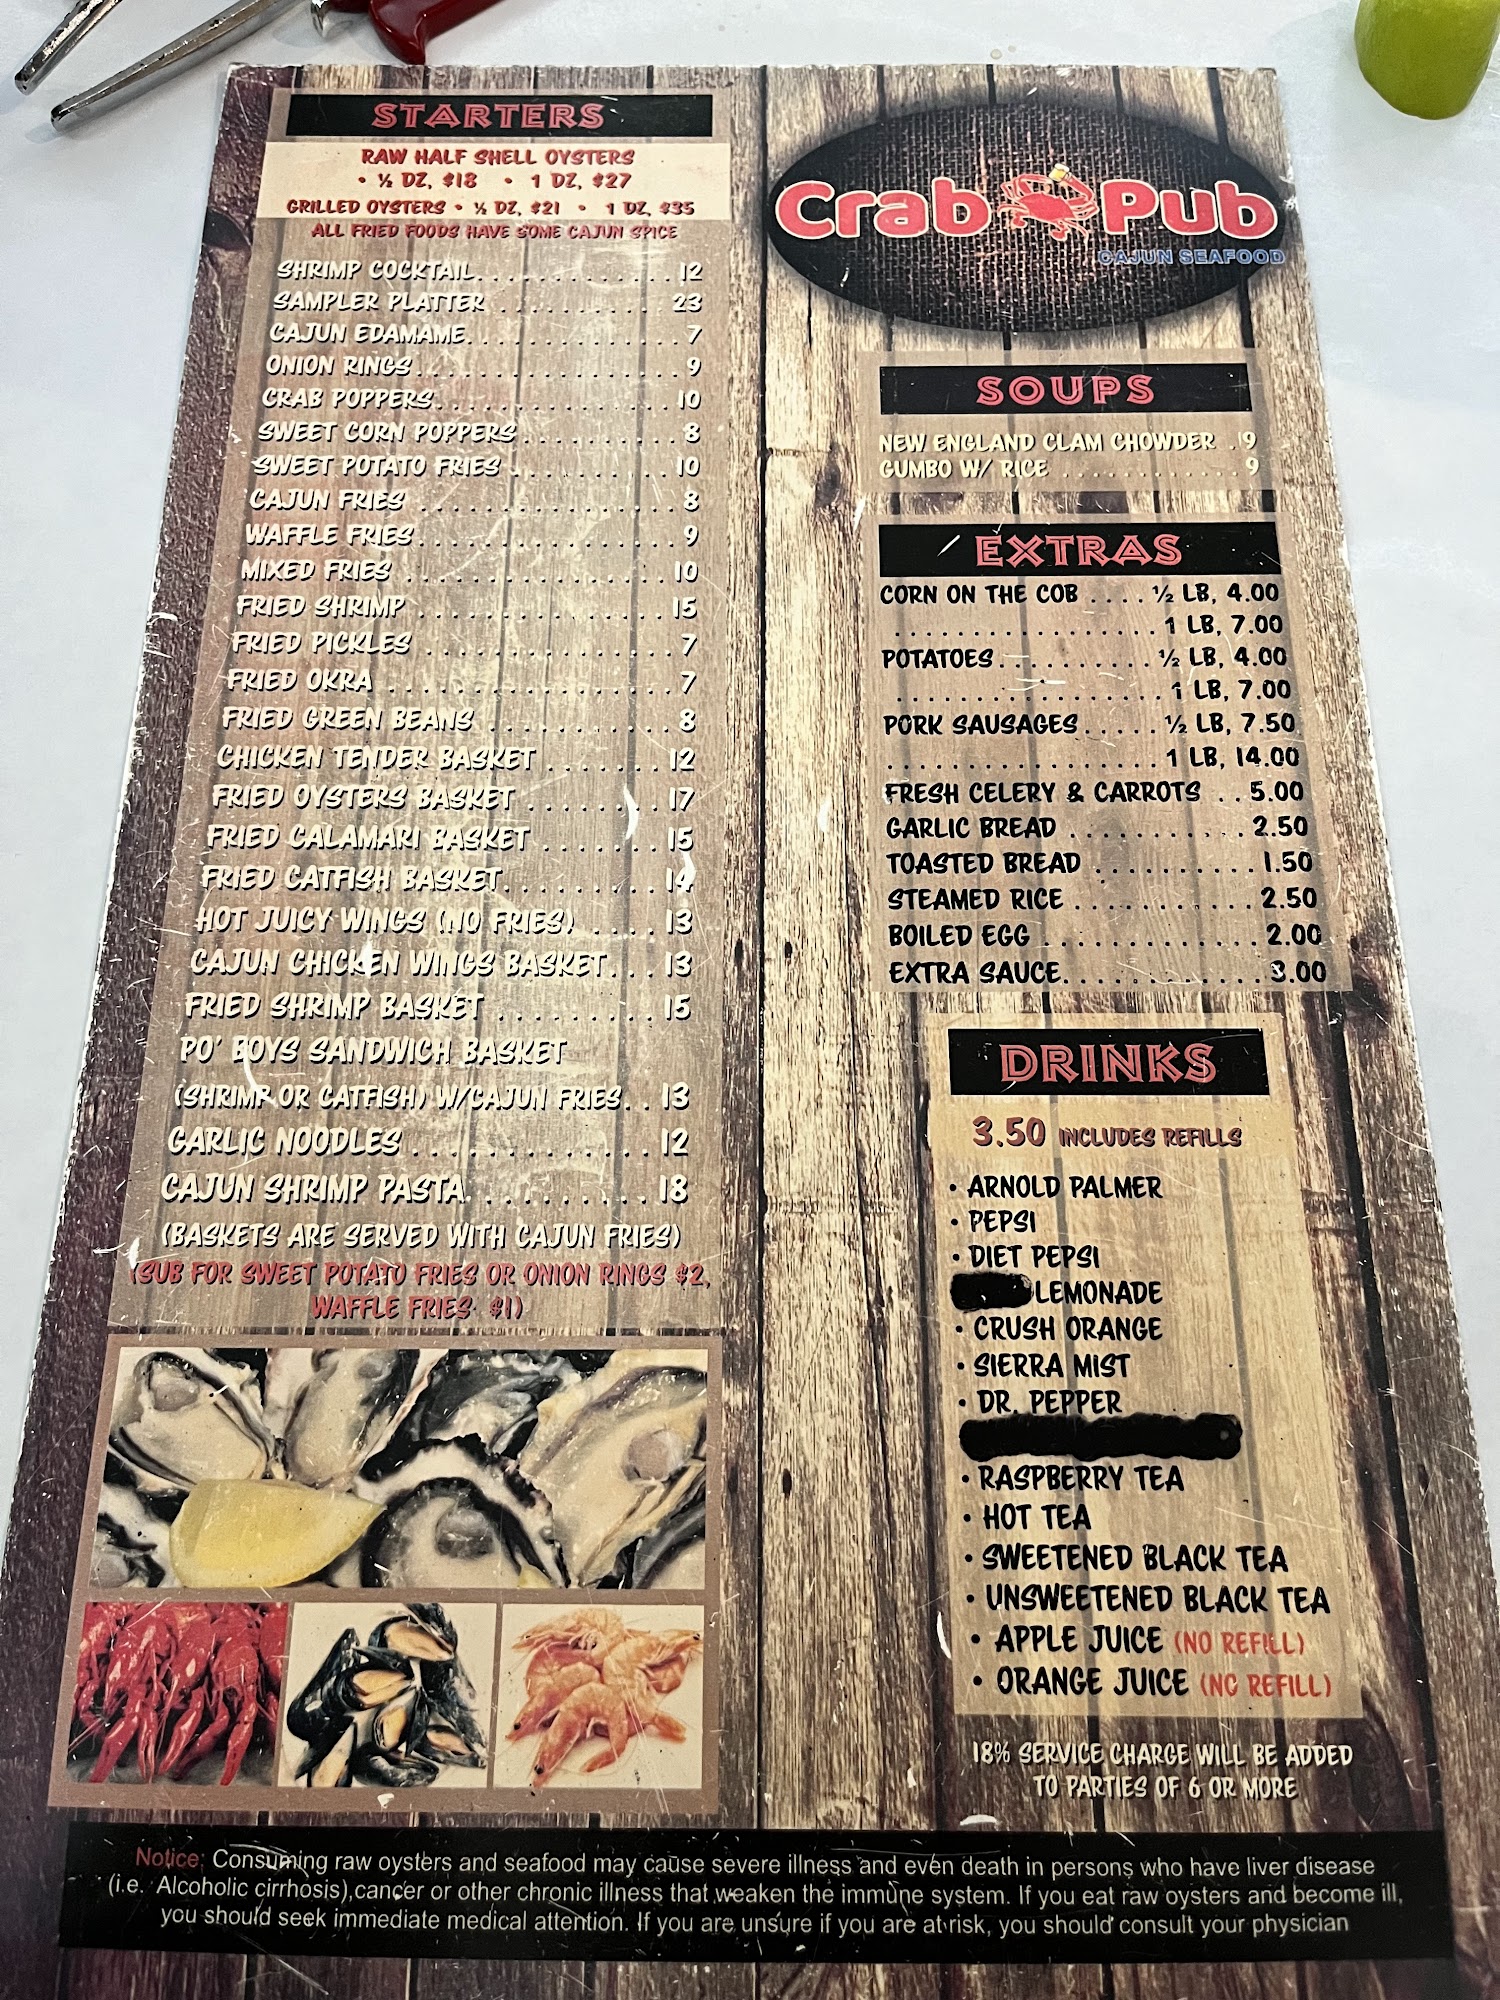 STARTERS
RAW HALF SHELL OYSTERS
• ½ DZ, $18 • 1 DZ, $27
GRILLED OYSTERS • ½ DZ, $21 • 1 DZ, $35
ALL FRIED FOODS HAVE SOME CAJUN SPICE
SHRIMP COCKTAIL. . . . . . . . . . . . 12
SAMPLER PLATTER . . . . . . . . . . 23
CAJUN EDAMAME. . . . . . . . . . . . . 7
ONION RINGS . . . . . . . . . . . . . . . . 9
CRAB POPPERS. . . . . . . . . . . . . . 10
SWEET CORN POPPERS . . . . . . . . . 8
SWEET POTATO FRIES . . . . . . . . . 10
CAJUN FRIES . . . . . . . . . . . . . . . 8
WAFFLE FRIES. . . . . . . . . . . . . . . 9
MIXED FRIES . . . . . . . . . . . . . . . 10
FRIED SHRIMP . . . . . . . . . . . . . . 15
FRIED PICKLES . . . . . . . . . . . . . . 7
FRIED OKRA . . . . . . . . . . . . . . . . 7
FRIED GREEN BEANS . . . . . . . . . . 8
CHICKEN TENDER BASKET . . . . . . . 12
FRIED OYSTERS BASKET . . . . . . . . 17
FRIED CALAMARI BASKET . . . . . . . 15
FRIED CATFISH BASKET. . . . . . . . . 14
HOT JUICY WINGS (NO FRIES) . . . . 13
CAJUN CHICKEN WINGS BASKET. . . 13
FRIED SHRIMP BASKET . . . . . . . . . 15
PO' BOYS SANDWICH BASKET
(SHRIMP OR CATFISH) W/CAJUN FRIES. . 13
GARLIC NOODLES . . . . . . . . . . . . 12
CAJUN SHRIMP PASTA. . . . . . . . . 18
(BASKETS ARE SERVED WITH CAJUN FRIES)
(SUB FOR SWEET POTATO FRIES OR ONION RINGS $2,
WAFFLE FRIES $1)
Crab Pub
CAJUN SEAFOOD
SOUPS
NEW ENGLAND CLAM CHOWDER . 9
GUMBO W/ RICE . . . . . . . . . . . . . 9
EXTRAS
CORN ON THE COB . . . . ½ LB, 4.00
. . . . . . . . . . . . . . . . . 1 LB, 7.00
POTATOES. . . . . . . . . . ½ LB, 4.00
. . . . . . . . . . . . . . . . . 1 LB, 7.00
PORK SAUSAGES. . . . . ½ LB, 7.50
. . . . . . . . . . . . . . . . . 1 LB, 14.00
FRESH CELERY & CARROTS . . 5.00
GARLIC BREAD . . . . . . . . . . . 2.50
TOASTED BREAD . . . . . . . . . . 1.50
STEAMED RICE . . . . . . . . . . . 2.50
BOILED EGG . . . . . . . . . . . . . 2.00
EXTRA SAUCE. . . . . . . . . . . . 3.00
DRINKS
3.50 INCLUDES REFILLS
• ARNOLD PALMER
• PEPSI
• DIET PEPSI
LEMONADE
• CRUSH ORANGE
• SIERRA MIST
• DR. PEPPER
• RASPBERRY TEA
• HOT TEA
• SWEETENED BLACK TEA
• UNSWEETENED BLACK TEA
• APPLE JUICE (NO REFILL)
• ORANGE JUICE (NO REFILL)
18% SERVICE CHARGE WILL BE ADDED
TO PARTIES OF 6 OR MORE
Notice: Consuming raw oysters and seafood may cause severe illness and even death in persons who have liver disease
(i.e. Alcoholic cirrhosis),cancer or other chronic illness that weaken the immune system. If you eat raw oysters and become ill,
you should seek immediate medical attention. If you are unsure if you are at risk, you should consult your physician